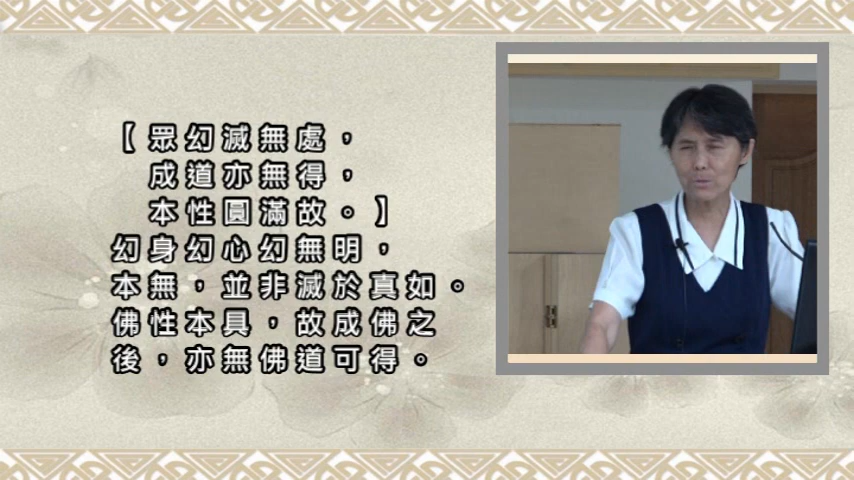 【眾幻滅無處，
成道亦無得，
本性圓滿故。】
幻身幻心幻無明，
本無，並非滅於真如。
佛性本具，故成佛之
後，亦無佛道可得。